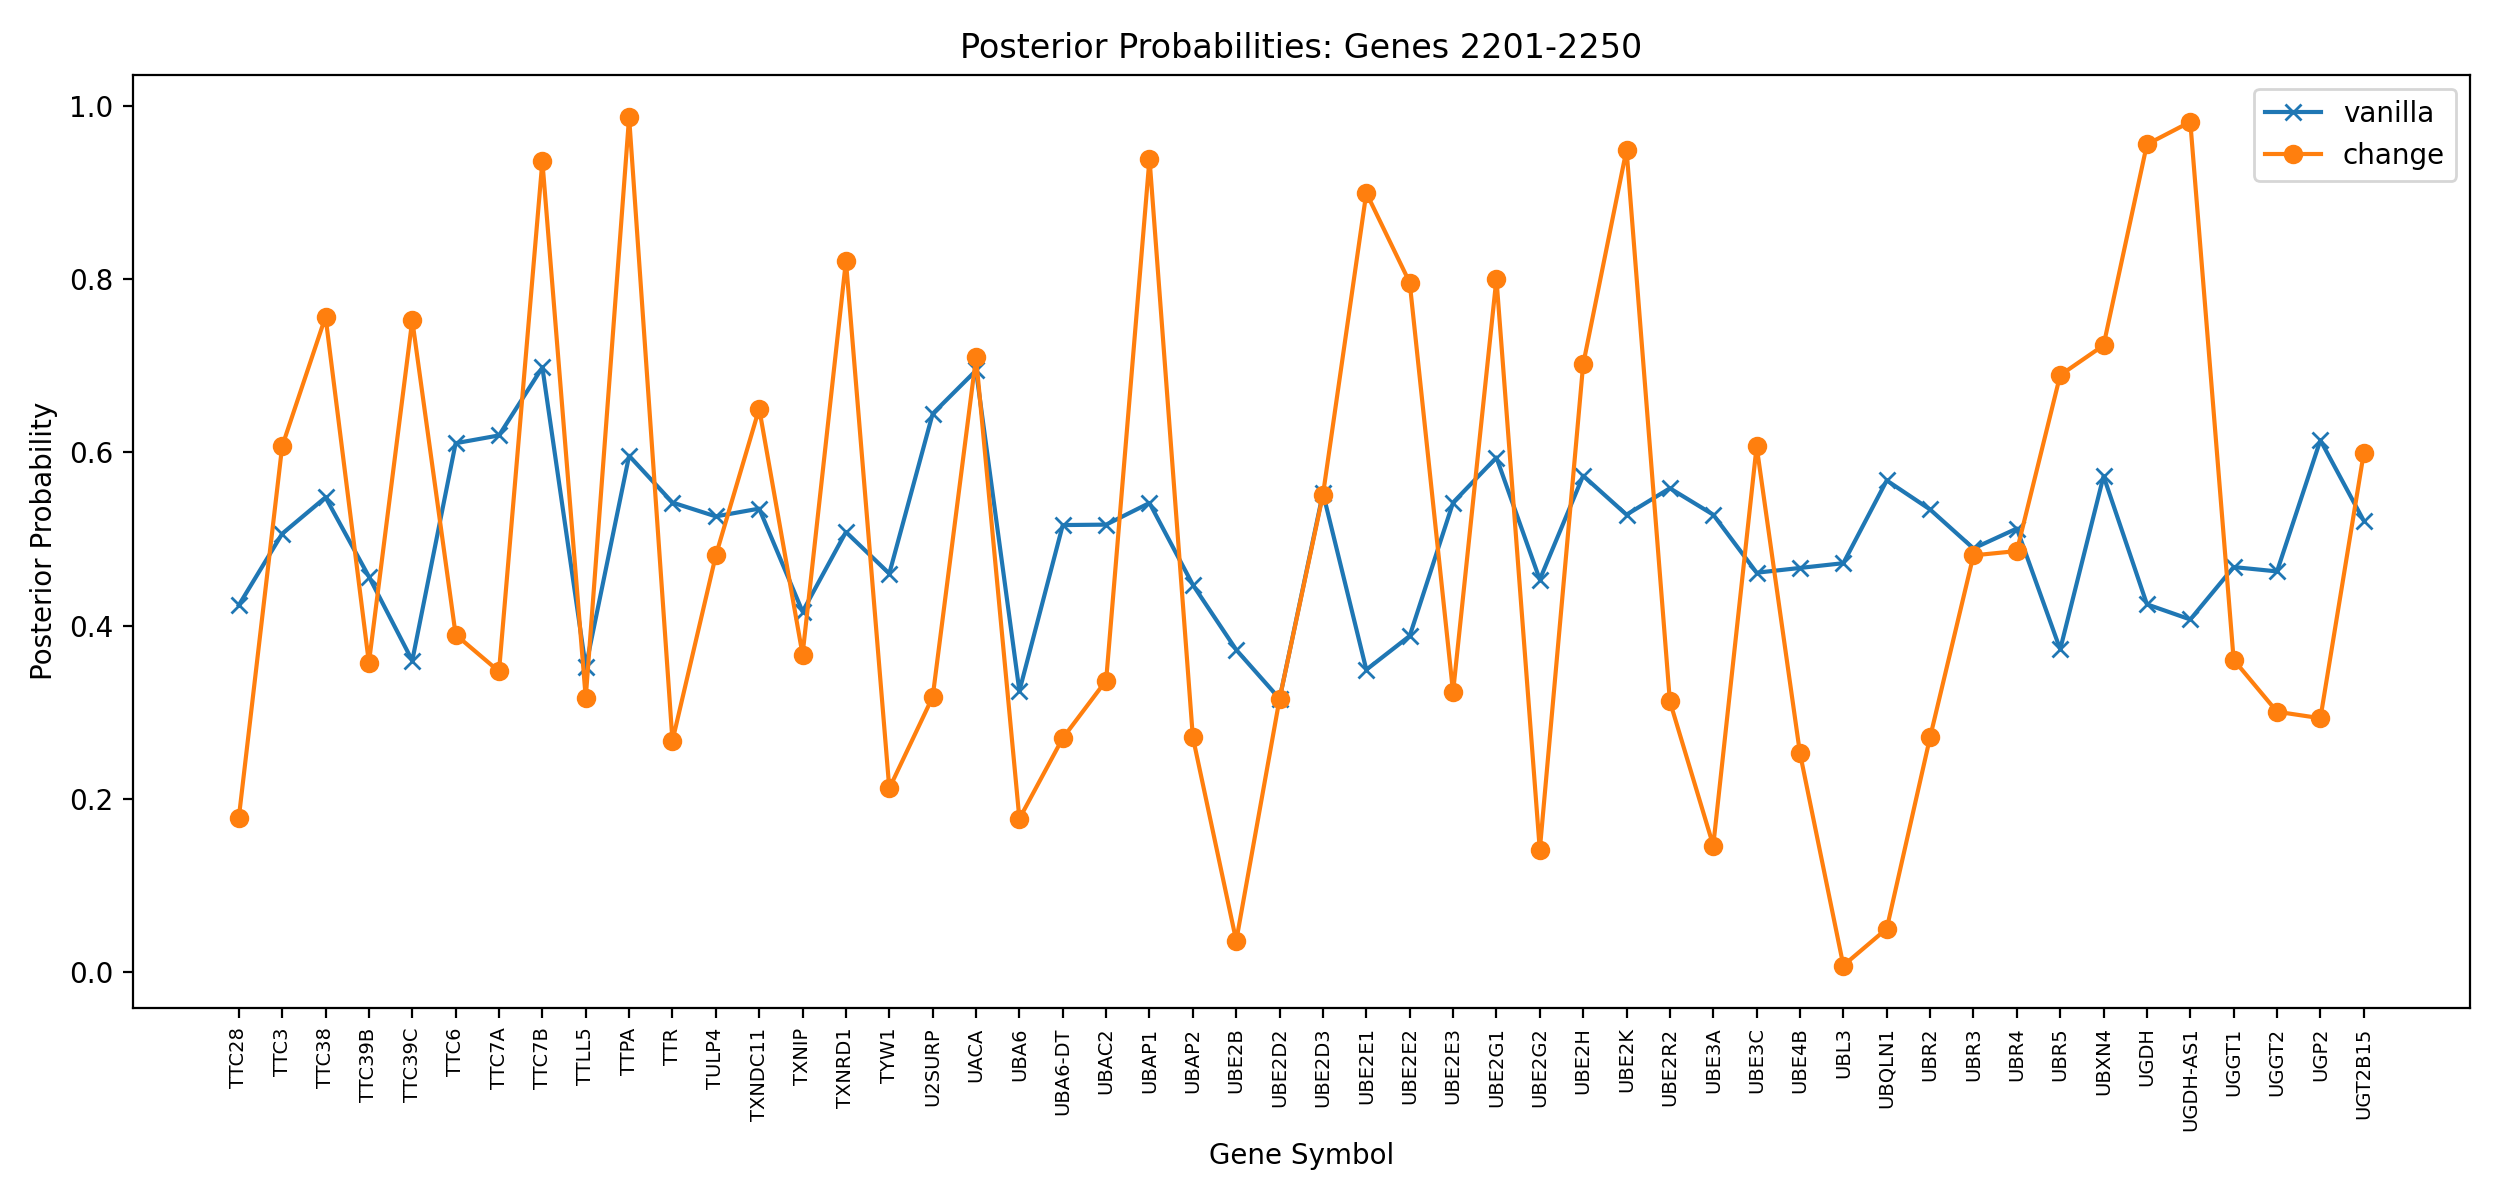 Posterior Probabilities: Genes 2201-2250
vanilla
change
Posterior Probability
1.0
0.8
0.6
0.4
0.2
0.0
TTC28
TTC3
TTC38
TTC39B
TTC39C
TTC6
TTC7A
TTC7B
TTLL5
TTPA
TTR
TULP4
TXNDC11
TXNIP
TXNRD1
TYW1
U2SURP
UACA
UBA6
UBA6-DT
UBAC2
UBAP1
UBAP2
UBE2B
UBE2D2
UBE2D3
UBE2E1
UBE2E2
UBE2E3
UBE2G1
UBE2G2
UBE2H
UBE2K
UBE2R2
UBE3A
UBE3C
UBE4B
UBL3
UBQLN1
UBR2
UBR3
UBR4
UBR5
UBXN4
UGDH
UGDH-AS1
UGGT1
UGGT2
UGP2
UGT2B15
Gene Symbol